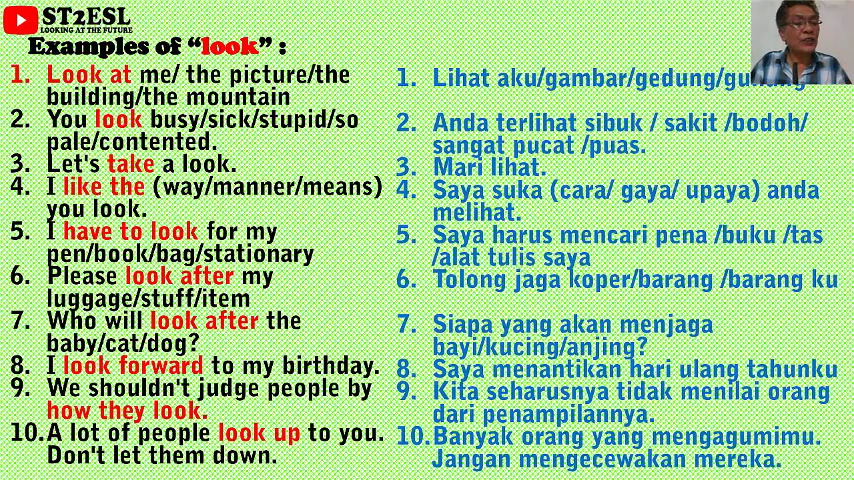 ST2ESL
LOOKING AT THE FUTURE
Examples of “look” :
1. Look at me/ the picture/the
building/the mountain
2. You look busy/sick/stupid/so
pale/contented.
3. Let's take a look.
4. I like the (way/manner/means)
you look.
5. I have to look for my
pen/book/bag/stationary
6. Please look after my
luggage/stuff/item
7. Who will look after the
baby/cat/dog?
8. I look forward to my birthday.
9. We shouldn't judge people by
how they look.
10.A lot of people look up to you.
Don't let them down.
1. Lihat aku/gambar/gedung/
2. Anda terlihat sibuk / sakit /bodoh/
sangat pucat /puas.
3. Mari lihat.
4. Saya suka (cara/ gaya/ upaya) anda
melihat.
5. Saya harus mencari pena /buku /tas
/alat tulis saya
6. Tolong jaga koper/barang /barang ku
7. Siapa yang akan menjaga
bayi/kucing/anjing?
8. Saya menantikan hari ulang tahunku
9. Kita seharusnya tidak menilai orang
dari penampilannya.
10.Banyak orang yang mengagumimu.
Jangan mengecewakan mereka.